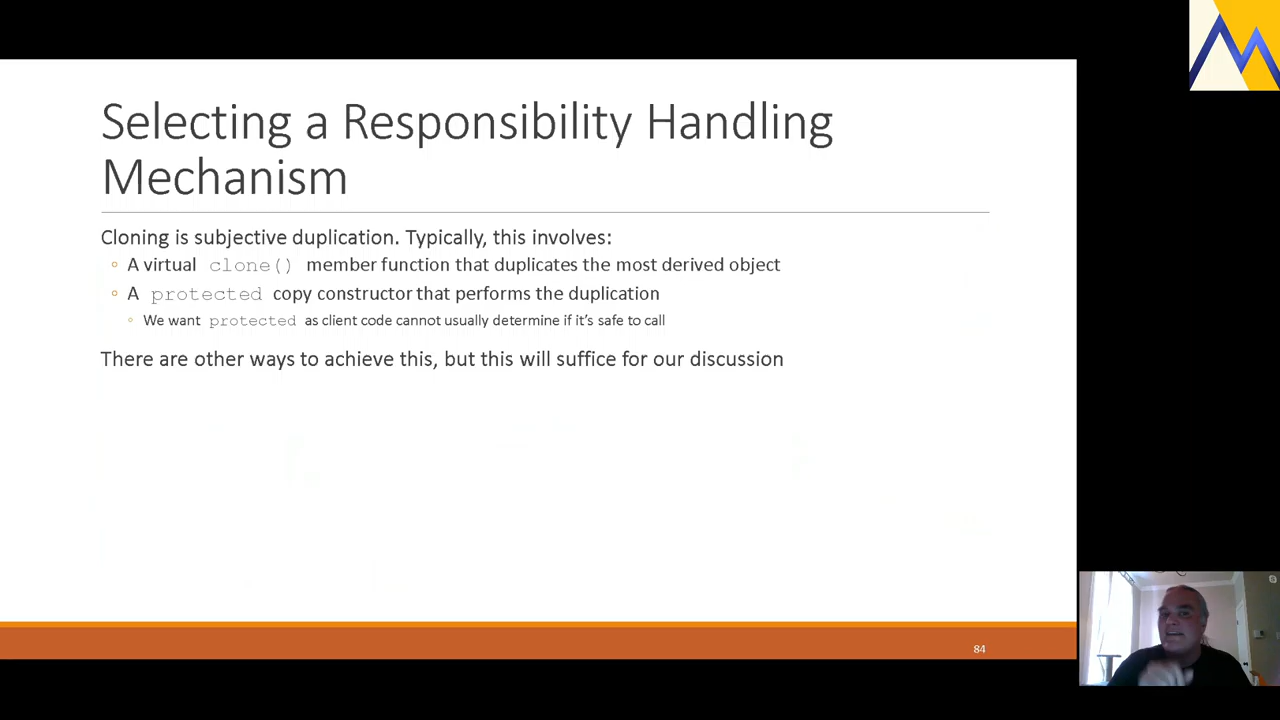 Selecting a Responsibility Handling
Mechanism
Cloning is subjective duplication. Typically, this involves:
◦ A virtual clone() member function that duplicates the most derived object
◦ A protected copy constructor that performs the duplication
◦ We want protected as client code cannot usually determine if it's safe to call
There are other ways to achieve this, but this will suffice for our discussion
84